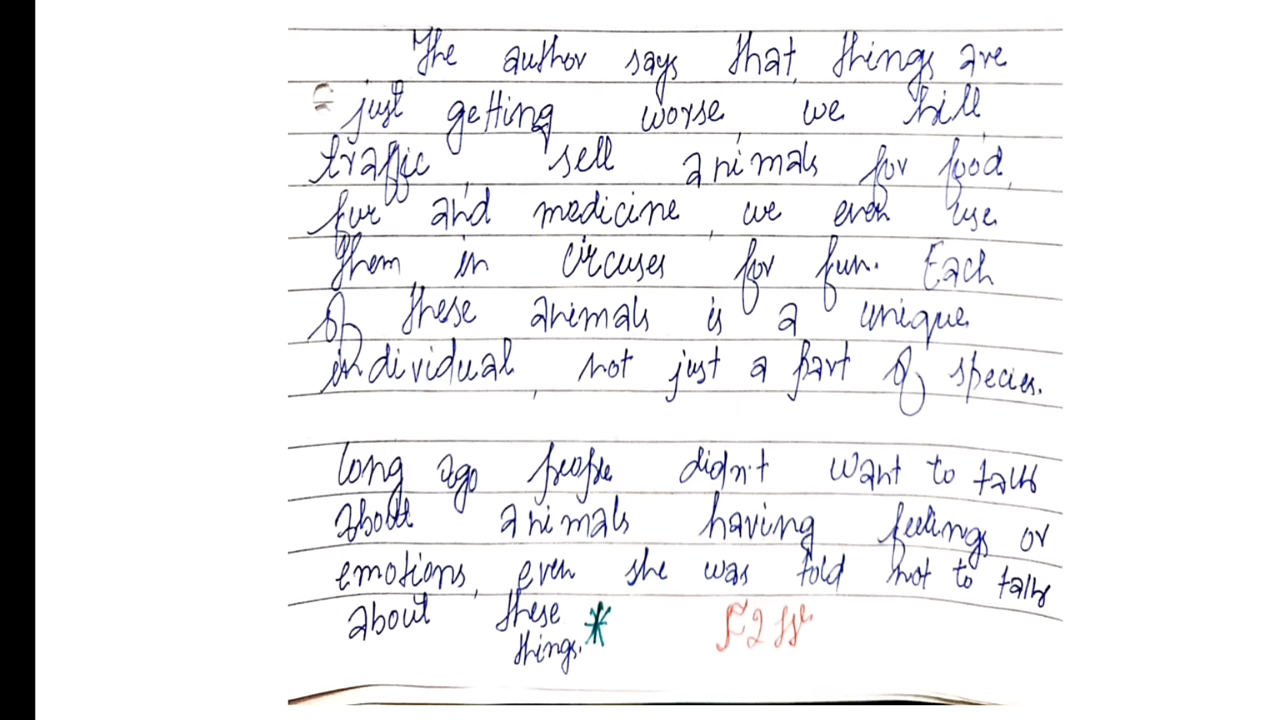 The author says that things are
just getting worse, we kill,
traffic, sell animals for food,
fur and medicine, we even use
them in circuses for fun. Each
of these animals is a unique
individual, not just a part of species.
long ago people didn't want to talk
about animals having feelings or
emotions, even she was told not to talk
about these
things.*